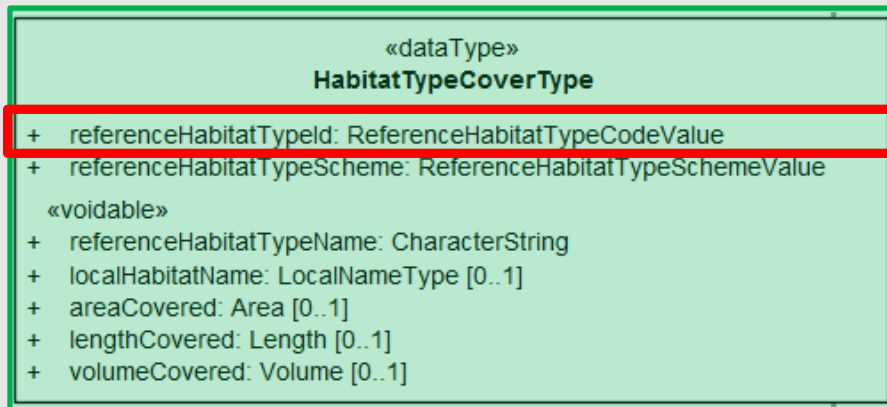 «dataType»
HabitatTypeCoverType
+ referenceHabitatTypeId: ReferenceHabitatTypeCodeValue
+ referenceHabitatTypeScheme: ReferenceHabitatTypeSchemeValue
«voidable»
+ referenceHabitatTypeName: CharacterString
+ localHabitatName: LocalNameType [0..1]
+ areaCovered: Area [0..1]
+ lengthCovered: Length [0..1]
+ volumeCovered: Volume [0..1]